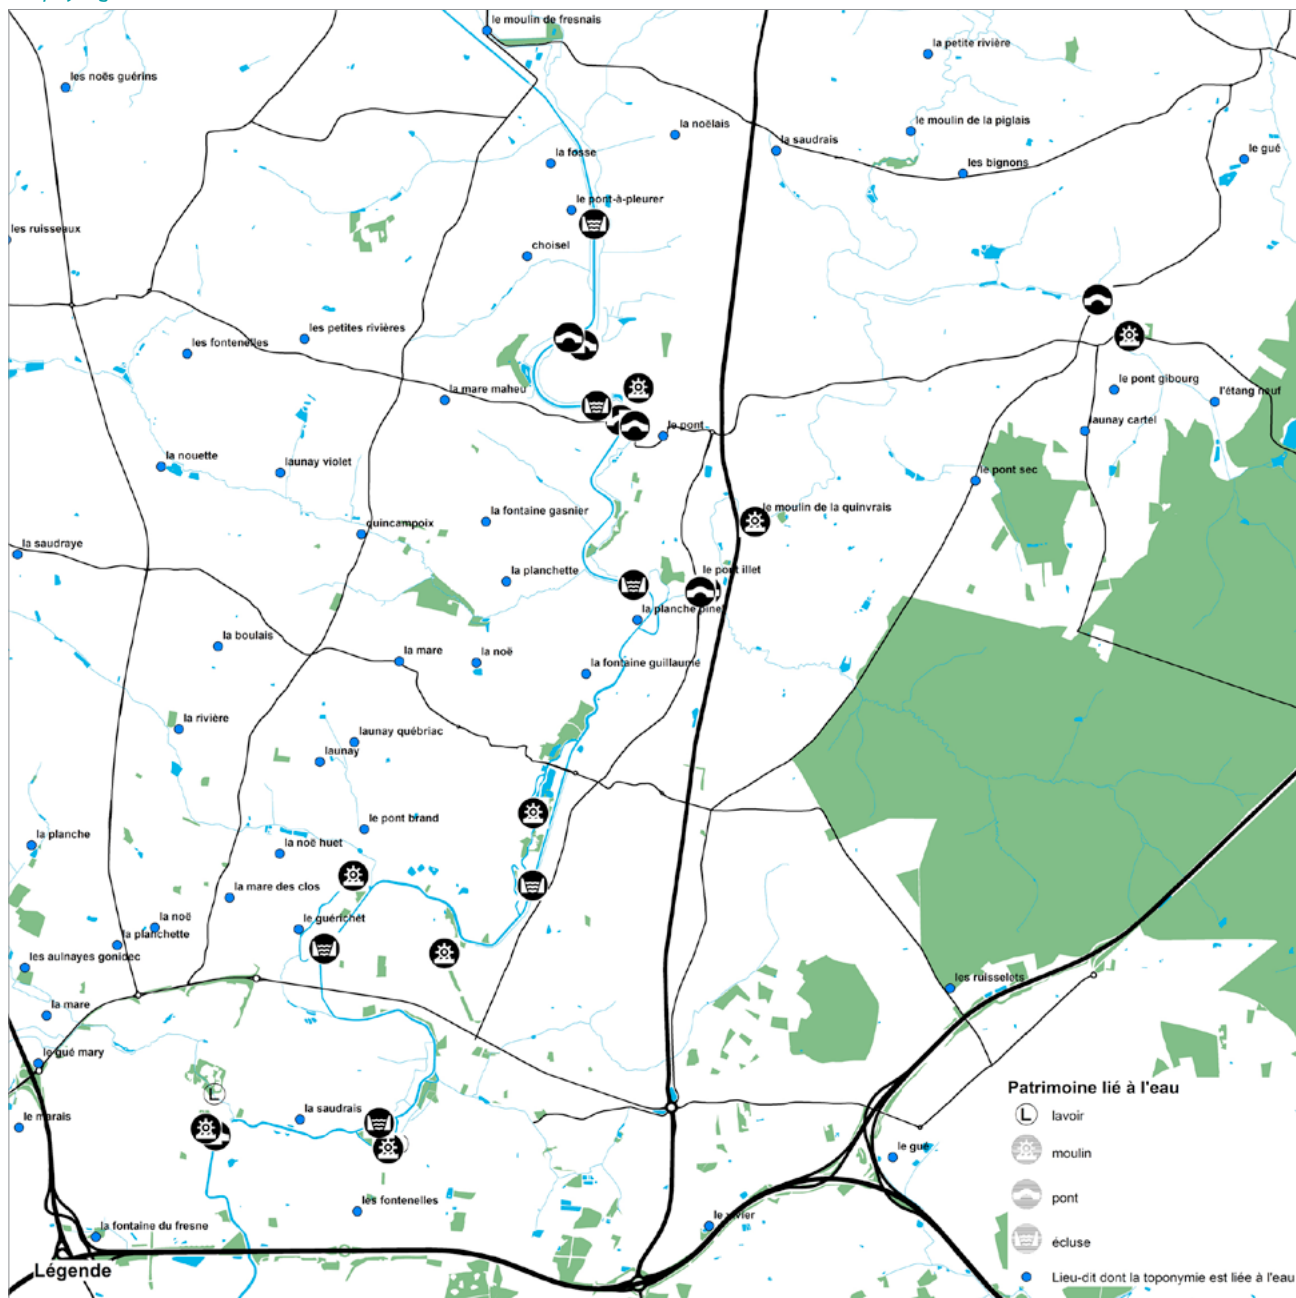 le moulin de fresnais
la petite rivière
les noës guérins
la noëlais
le moulin de la piglais
la saudrais
le gué
la fosse
les bignons
le pont-à-pleurer
les ruisseaux
choisel
les petites rivières
les fontenelles
la mare maheu
le pont gibourg
l'étang neuf
le pont
launay cartel
la nouette
launay violet
le pont sec
la fontaine gasnier
le moulin de la quinvrais
quincampoix
la saudraye
la planchette
le pont illet
la planche pinel
la boulais
la mare
la noë
la fontaine guillaume
la rivière
launay québriac
launay
la planche
le pont brand
la noë huet
la mare des clos
la noë
le guérichet
la planchette
les aulnayes gonidec
les ruisselets
la mare
le gué mary
Patrimoine lié à l'eau
L
L lavoir
le marais
la saudrais
moulin
le gué
pont
les fontenelles
la fontaine du fresne
écluse
Légende
Lieu-dit dont la toponymie est liée à l'eau